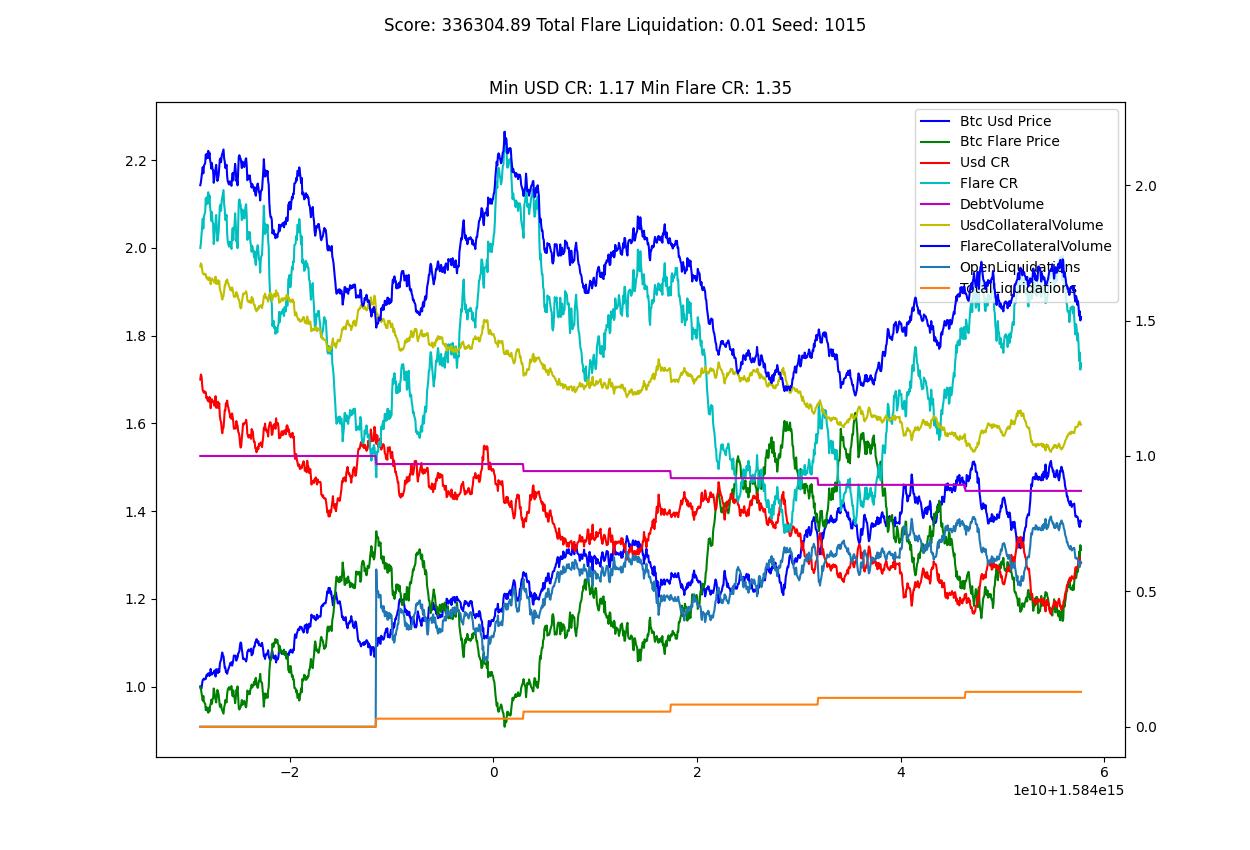 Score: 336304.89 Total Flare Liquidation: 0.01 Seed: 1015
Min USD CR: 1.17 Min Flare CR: 1.35
Btc Usd Price
Btc Flare Price
Usd CR
Flare CR
DebtVolume
UsdCollateralVolume
FlareCollateralVolume
OpenLiquidations
TotalLiquidations
2.2
2.0
1.8
1.6
1.4
1.2
1.0
2.0
1.5
1.0
0.5
0.0
−2
0
2
4
6
1e10+1.584e15